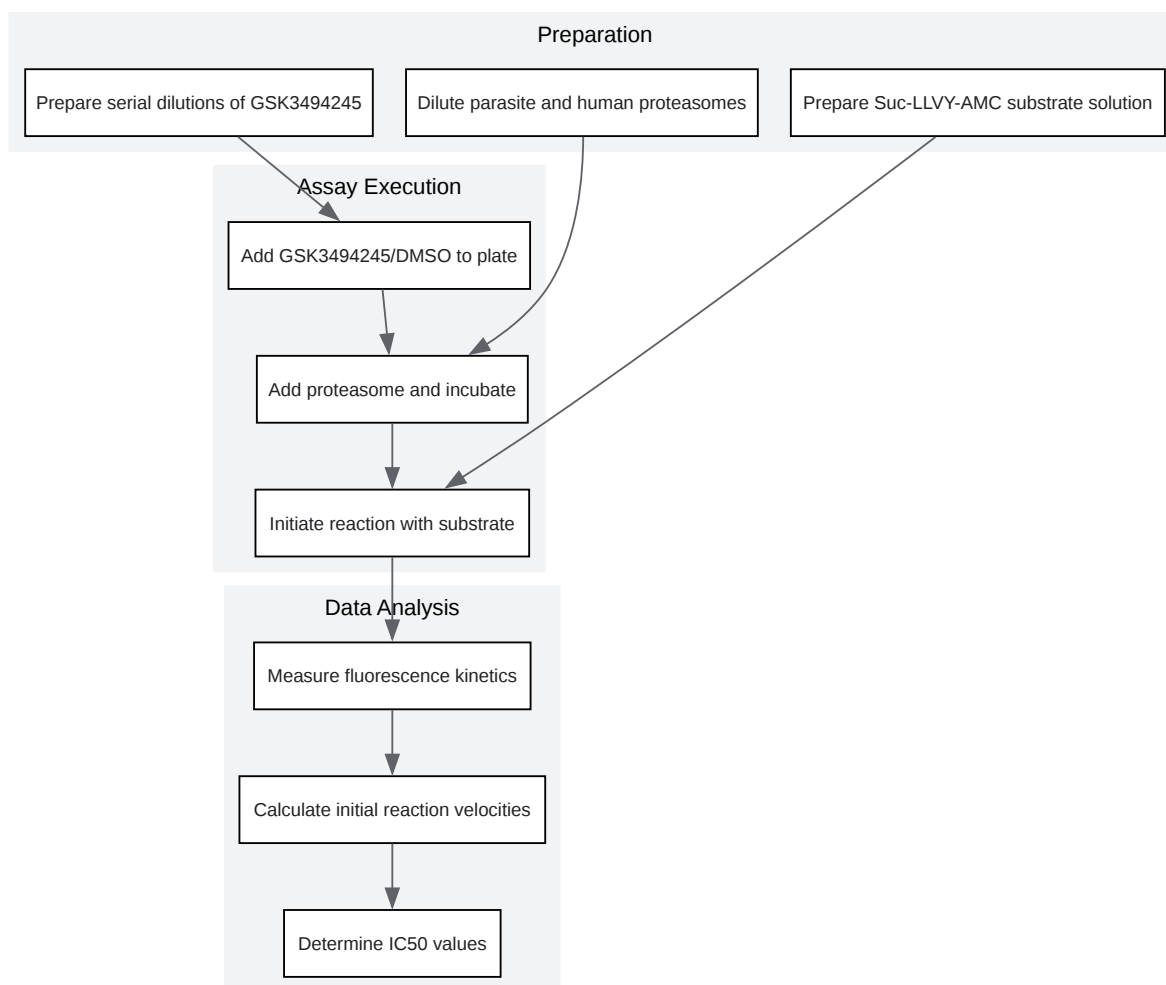 Preparation
Prepare serial dilutions of GSK3494245
Dilute parasite and human proteasomes
Prepare Suc-LLVY-AMC substrate solution
Assay Execution
Add GSK3494245/DMSO to plate
Add proteasome and incubate
Initiate reaction with substrate
Data Analysis
Measure fluorescence kinetics
Calculate initial reaction velocities
Determine IC50 values